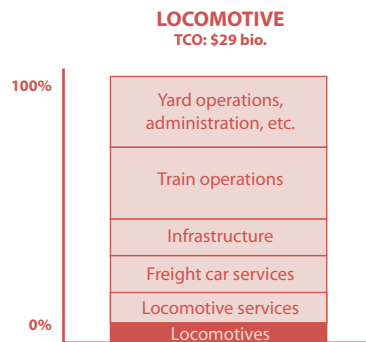 LOCOMOTIVE
TCO: $29 bio.
100%
Yard operations,
administration, etc.
Train operations
Infrastructure
Freight car services
Locomotive services
0%
Locomotives